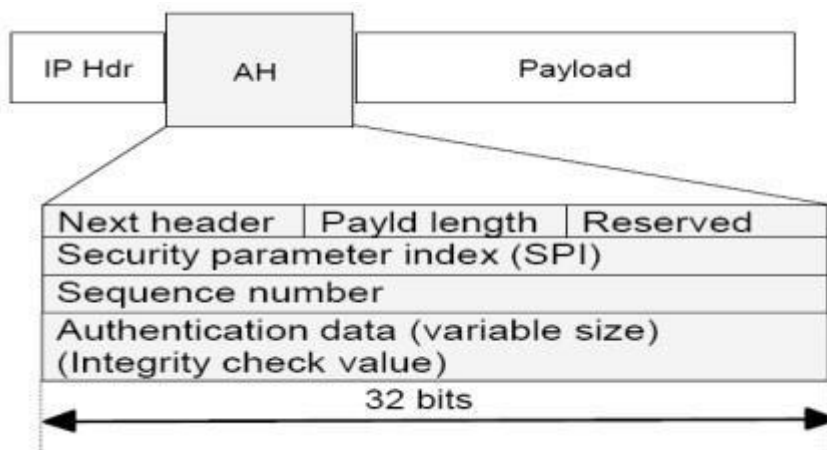 IP Hdr AH Payload
Next header Payld length Reserved
Security parameter index (SPI)
Sequence number
Authentication data (variable size)
(Integrity check value)
32 bits